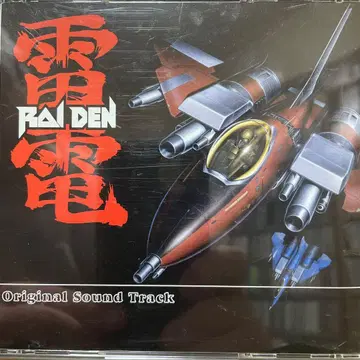 雷電
RAIDEN
Original Sound Track